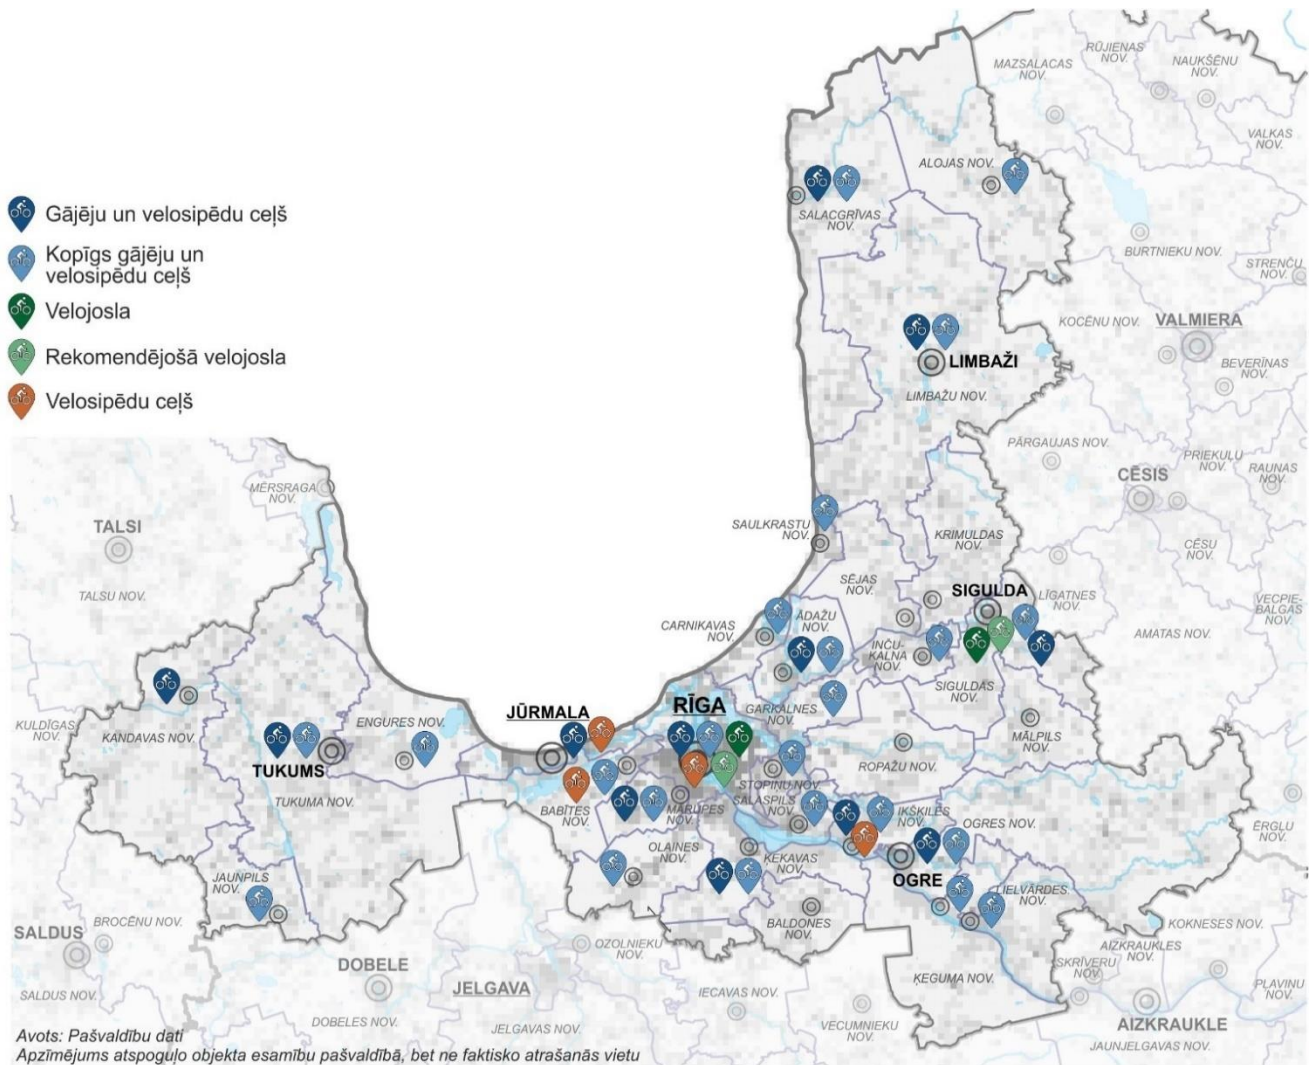 Gājēju un velosipēdu ceļš
Kopīgs gājēju un
velosipēdu ceļš
Velojosla
Rekomendējošā velojosla
Velosipēdu ceļš
RŪJIENAS
NOV.
NAUKŠĒNU
NOV.
MAZSALACAS
NOV.
VALKAS
NOV.
ALOJAS NOV.
SALACGRĪVAS
NOV.
BURTNIEKU NOV.
STRENČU
NOV.
KOCĒNU NOV.
VALMIERA
BEVERĪNAS
NOV.
LIMBAŽI
LIMBAŽU NOV.
PĀRGAUJAS NOV.
PRIEKUĻU
NOV.
RAUNAS
NOV.
CĒSIS
MĒRSRAGA
NOV.
TALSI
TALSU NOV.
SAULKRASTU
NOV.
KRIMULDAS
NOV.
CĒSU
NOV.
SĒJAS
NOV.
SIGULDA
LĪGATNES
NOV.
VECPIE-
BALGAS
NOV.
CARNIKAVAS
NOV.
ĀDAŽU
NOV.
AMATAS NOV.
INČU-
KALNA
NOV.
SIGULDAS
NOV.
GARKALNES
NOV.
MĀLPILS
NOV.
JŪRMALA
RĪGA
KULDĪGAS
NOV.
KANDAVAS NOV.
ENGURES NOV.
TUKUMS
TUKUMA NOV.
ROPAŽU NOV.
STOPIŅU NOV.
BABĪTES
NOV.
MĀRUPES
NOV.
SALASPILS
NOV.
IKŠĶILES
NOV.
OGRES NOV.
ĒRGĻU
NOV.
OLAINES
NOV.
ĶEKAVAS
NOV.
OGRE
JAUNPILS
NOV.
LIELVĀRDES
NOV.
BALDONES
NOV.
BROCĒNU NOV.
SALDUS
SALDUS NOV.
DOBELE
DOBELES NOV.
OZOLNIEKU
NOV.
JELGAVA
JELGAVAS NOV.
IECAVAS NOV.
VECUMNIEKU
NOV.
ĶEGUMA NOV.
KOKNESES NOV.
AIZKRAUKLES
NOV.
SKRĪVERU
NOV.
PĻAVIŅU
NOV.
AIZKRAUKLE
JAUNJELGAVAS NOV.
Avots: Pašvaldību dati
Apzīmējums atspoguļo objekta esamību pašvaldībā, bet ne faktisko atrašanās vietu